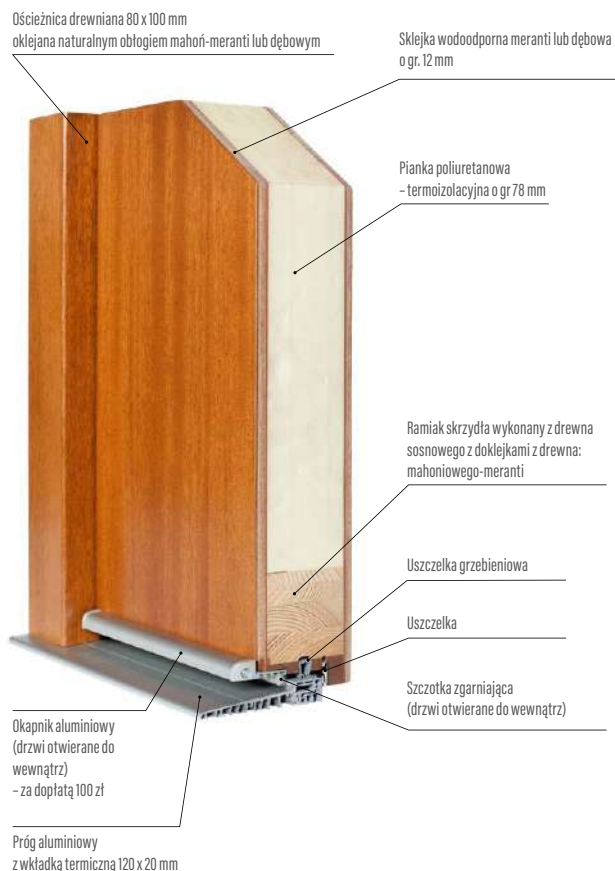 Ościeżnica drewniana 80 x 100 mm
oklejana naturalnym obłogiem mahoń-meranti lub dębowym
Sklejka wodoodporna meranti lub dębowa
o gr. 12 mm
Pianka poliuretanowa
– termoizolacyjna o gr 78 mm
Ramiak skrzydła wykonany z drewna
sosnowego z doklejkami z drewna:
mahoniowego-meranti
Uszczelka grzebieniowa
Uszczelka
Szczotka zgarniająca
(drzwi otwierane do wewnątrz)
Okapnik aluminiowy
(drzwi otwierane do
wewnątrz)
– za dopłatą 100 zł
Próg aluminiowy
z wkładką termiczną 120 x 20 mm